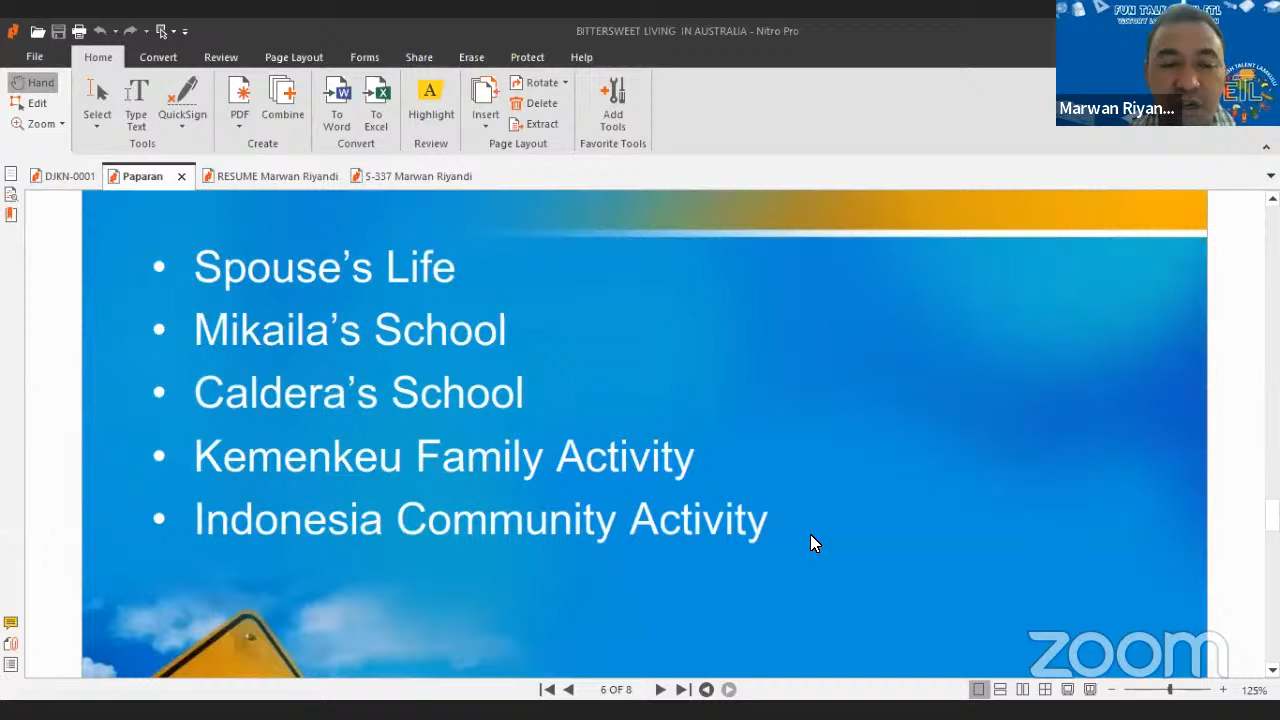 BITTERSWEET LIVING IN AUSTRALIA - Nitro Pro
File Home Convert Review Page Layout Forms Share Erase Protect Help
Hand
Edit
Zoom
Select
Type
Text
QuickSign
Tools
PDF
Combine
Create
To
Word
To
Excel
Convert
Highlight
Review
Insert
Rotate
Delete
Extract
Page Layout
Add
Tools
Favorite Tools
FUN TALK
ETL
Marwan Riyan...
DJKN-0001 Paparan RESUME Marwan Riyandi S-337 Marwan Riyandi
• Spouse’s Life
• Mikaila’s School
• Caldera’s School
• Kemenkeu Family Activity
• Indonesia Community Activity
zoom
6 OF 8
125%